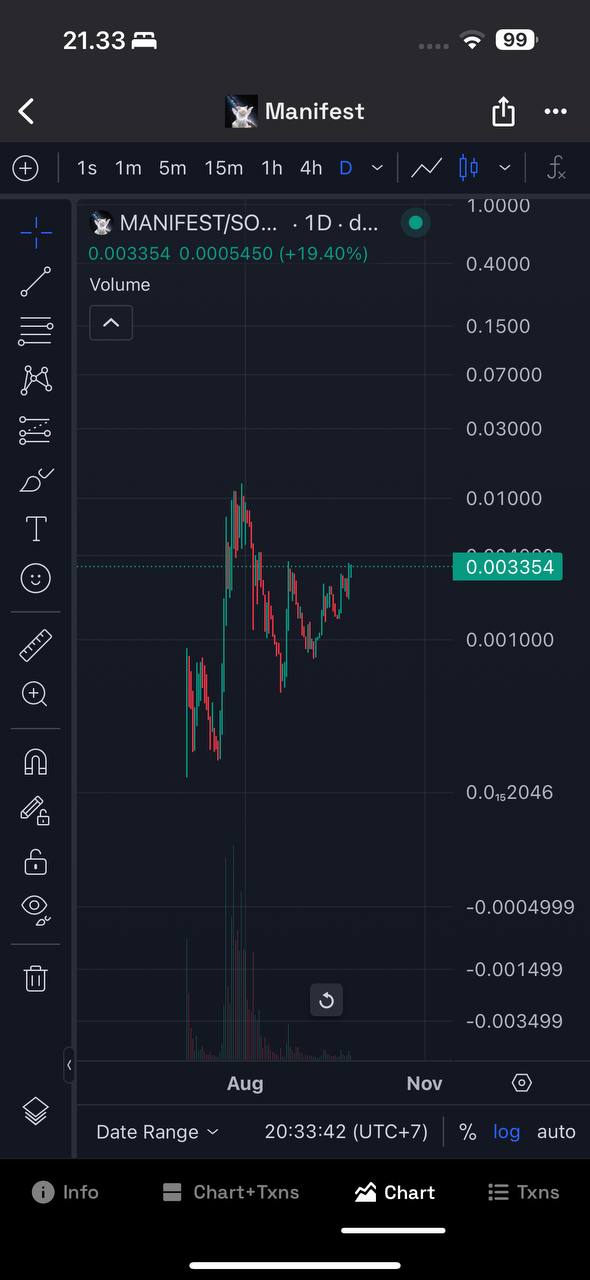 21.33
99
Manifest
1s 1m 5m 15m 1h 4h D
MANIFEST/SO... · 1D · d...
0.003354 0.0005450 (+19.40%)
Volume
1.0000
0.4000
0.1500
0.07000
0.03000
0.01000
0.003354
0.001000
0.0₁₅2046
-0.0004999
-0.001499
-0.003499
Aug Nov
Date Range 20:33:42 (UTC+7) % log auto
Info Chart+Txns Chart Txns